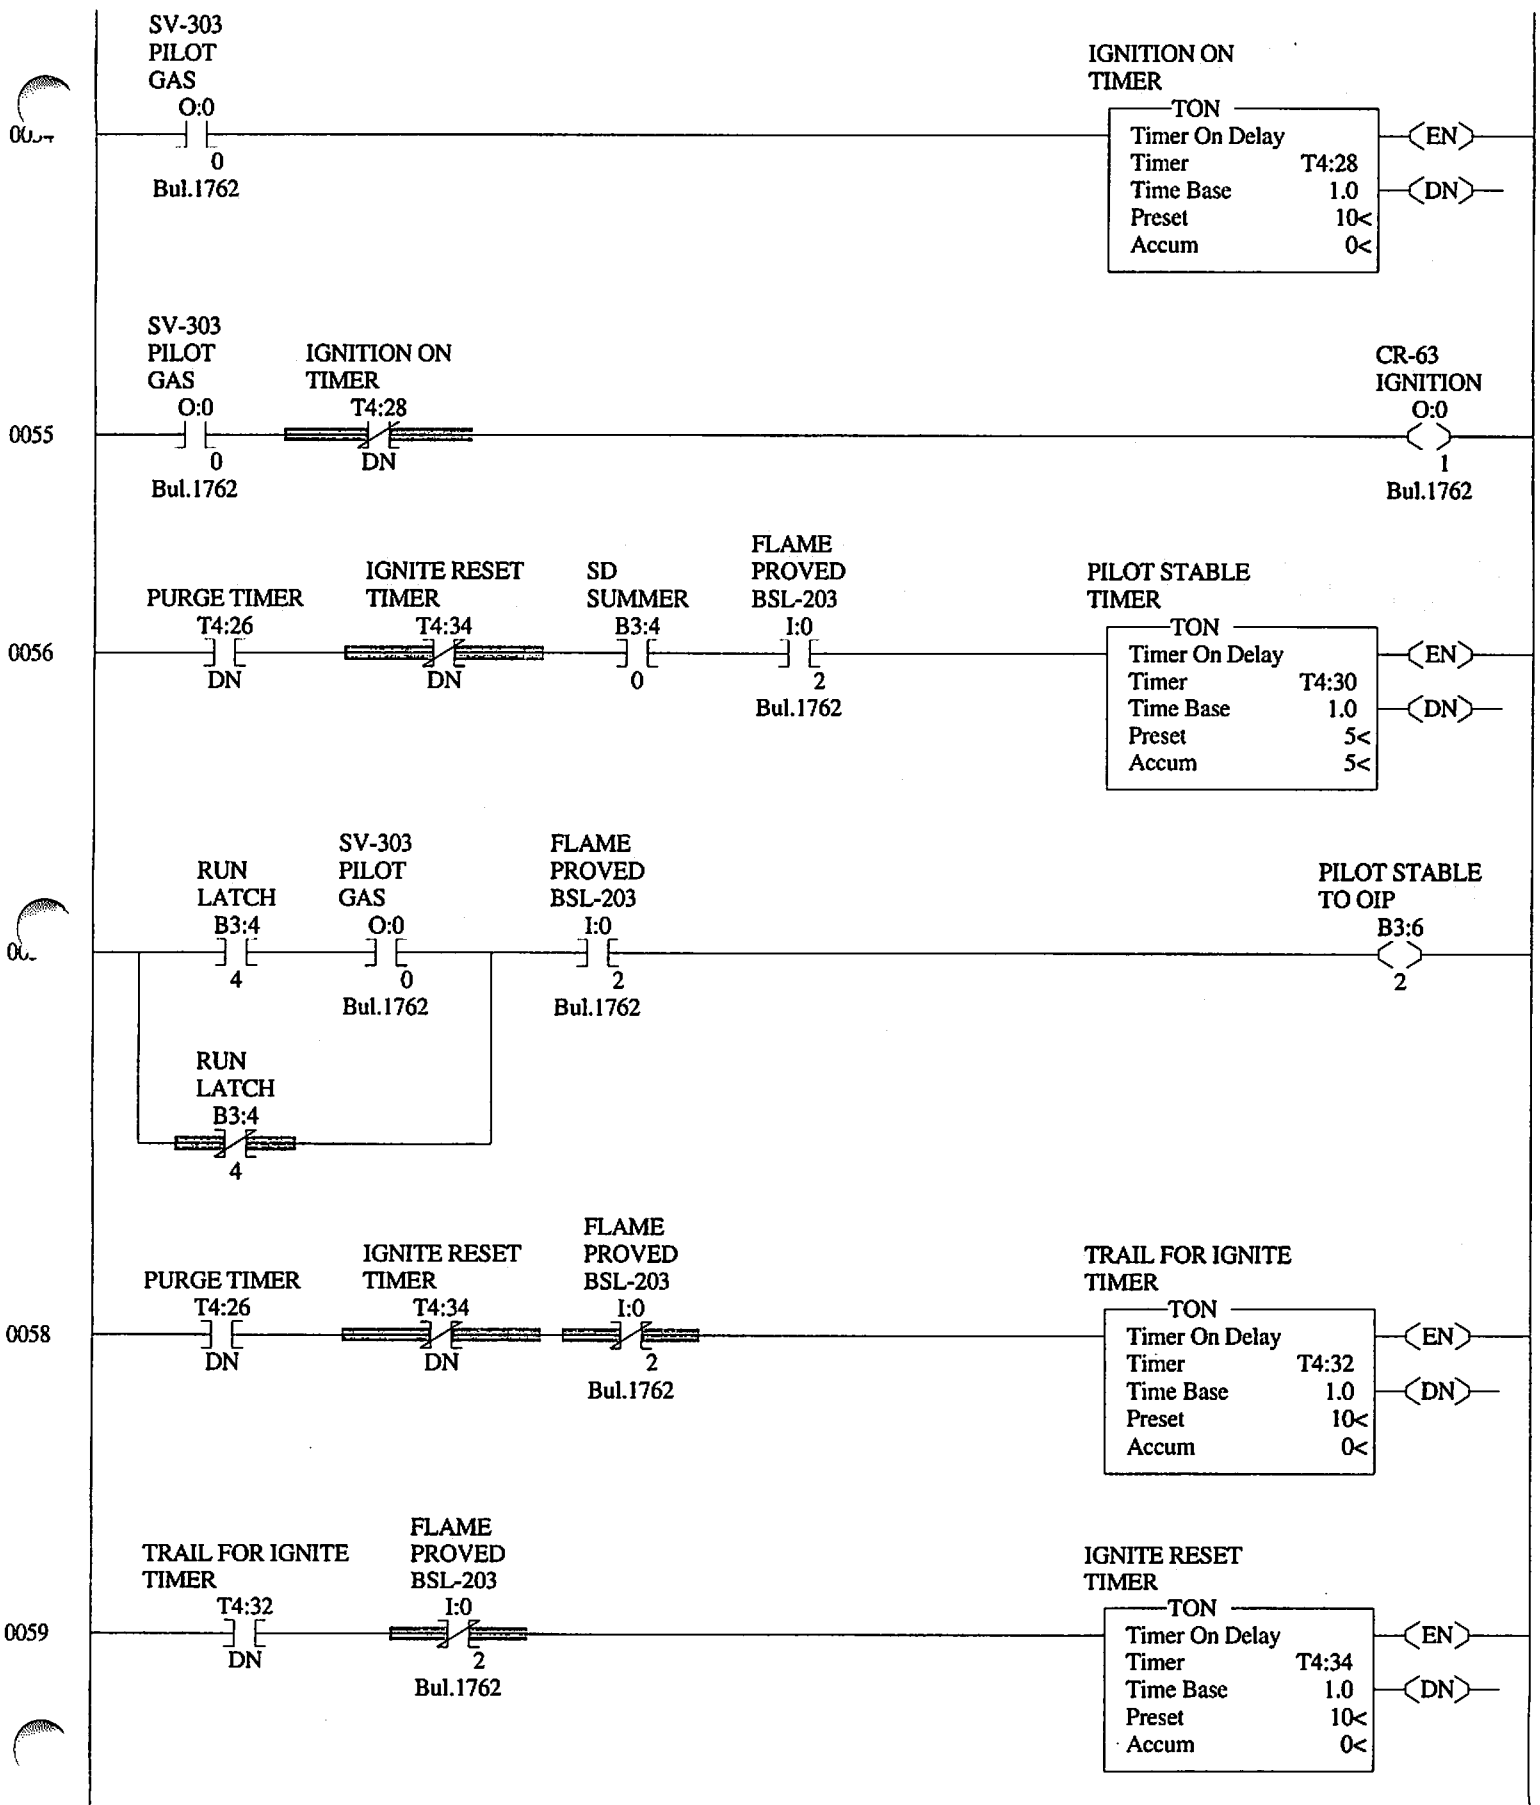 SV-303
PILOT
GAS
O:0
0
Bul.1762
IGNITION ON
TIMER
TON
Timer On Delay
Timer T4:28
Time Base 1.0
Preset 10<
Accum 0<
EN
DN
0055
SV-303
PILOT
GAS
O:0
0
Bul.1762
IGNITION ON
TIMER
T4:28
DN
CR-63
IGNITION
O:0
1
Bul.1762
0056
PURGE TIMER
T4:26
DN
IGNITE RESET
TIMER
T4:34
DN
SD
SUMMER
B3:4
0
FLAME
PROVED
BSL-203
I:0
2
Bul.1762
PILOT STABLE
TIMER
TON
Timer On Delay
Timer T4:30
Time Base 1.0
Preset 5<
Accum 5<
EN
DN
RUN
LATCH
B3:4
4
SV-303
PILOT
GAS
O:0
0
Bul.1762
FLAME
PROVED
BSL-203
I:0
2
Bul.1762
PILOT STABLE
TO OIP
B3:6
2
RUN
LATCH
B3:4
4
0058
PURGE TIMER
T4:26
DN
IGNITE RESET
TIMER
T4:34
DN
FLAME
PROVED
BSL-203
I:0
2
Bul.1762
TRAIL FOR IGNITE
TIMER
TON
Timer On Delay
Timer T4:32
Time Base 1.0
Preset 10<
Accum 0<
EN
DN
0059
TRAIL FOR IGNITE
TIMER
T4:32
DN
FLAME
PROVED
BSL-203
I:0
2
Bul.1762
IGNITE RESET
TIMER
TON
Timer On Delay
Timer T4:34
Time Base 1.0
Preset 10<
Accum 0<
EN
DN